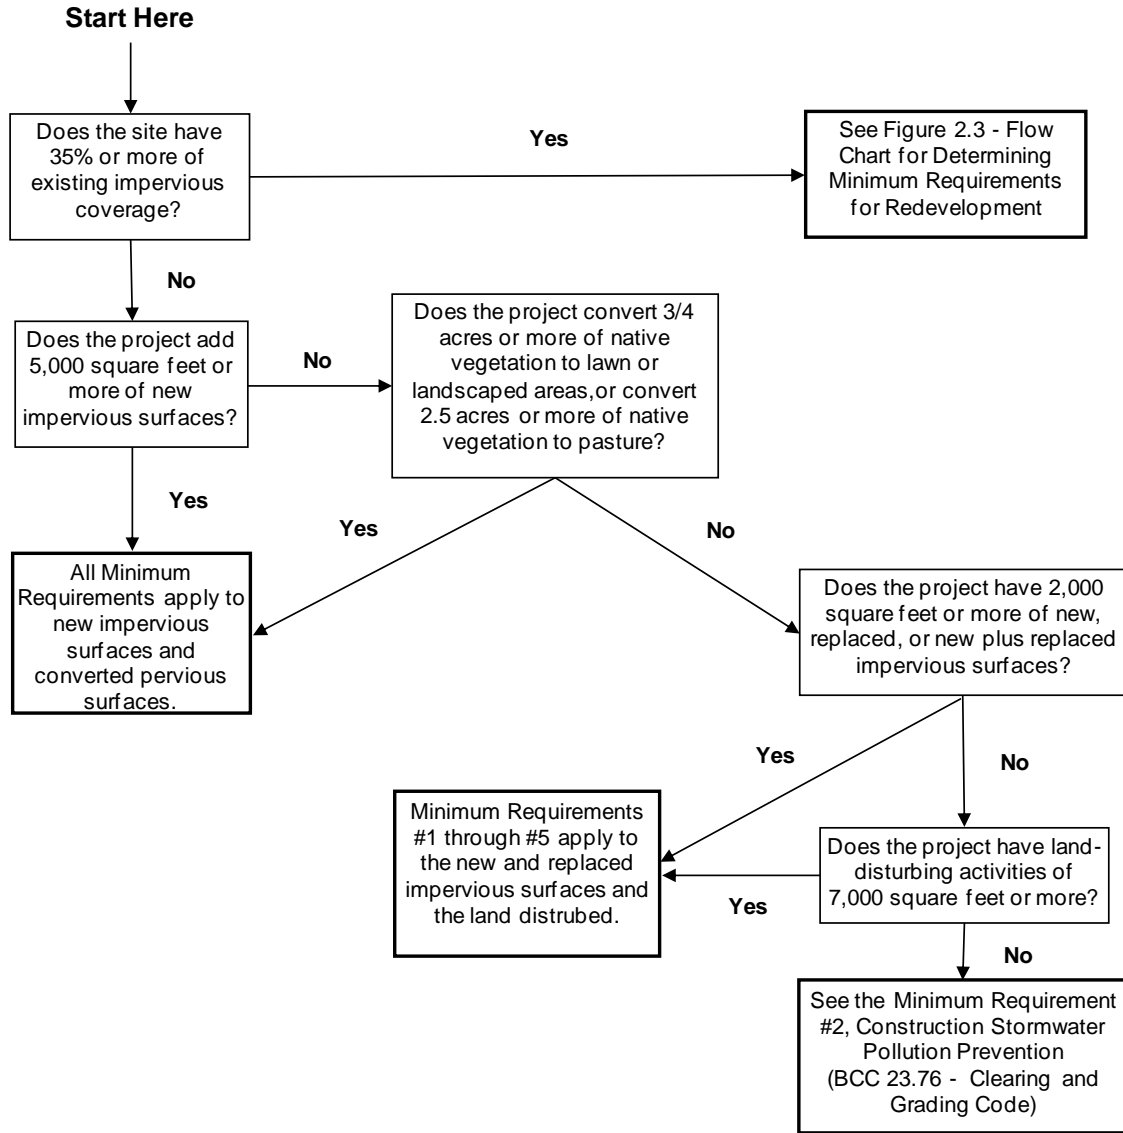 Start Here
Does the site have
35% or more of
existing impervious
coverage?
Yes
See Figure 2.3 - Flow
Chart for Determining
Minimum Requirements
for Redevelopment
No
Does the project add
5,000 square feet or
more of new
impervious surfaces?
No
Does the project convert 3/4
acres or more of native
vegetation to lawn or
landscaped areas,or convert
2.5 acres or more of native
vegetation to pasture?
Yes
Yes
No
All Minimum
Requirements apply to
new impervious
surfaces and
converted pervious
surfaces.
Does the project have 2,000
square feet or more of new,
replaced, or new plus replaced
impervious surfaces?
Yes
No
Minimum Requirements
#1 through #5 apply to
the new and replaced
impervious surfaces and
the land distrubed.
Does the project have land-
disturbing activities of
7,000 square feet or more?
Yes
No
See the Minimum Requirement
#2, Construction Stormwater
Pollution Prevention
(BCC 23.76 - Clearing and
Grading Code)